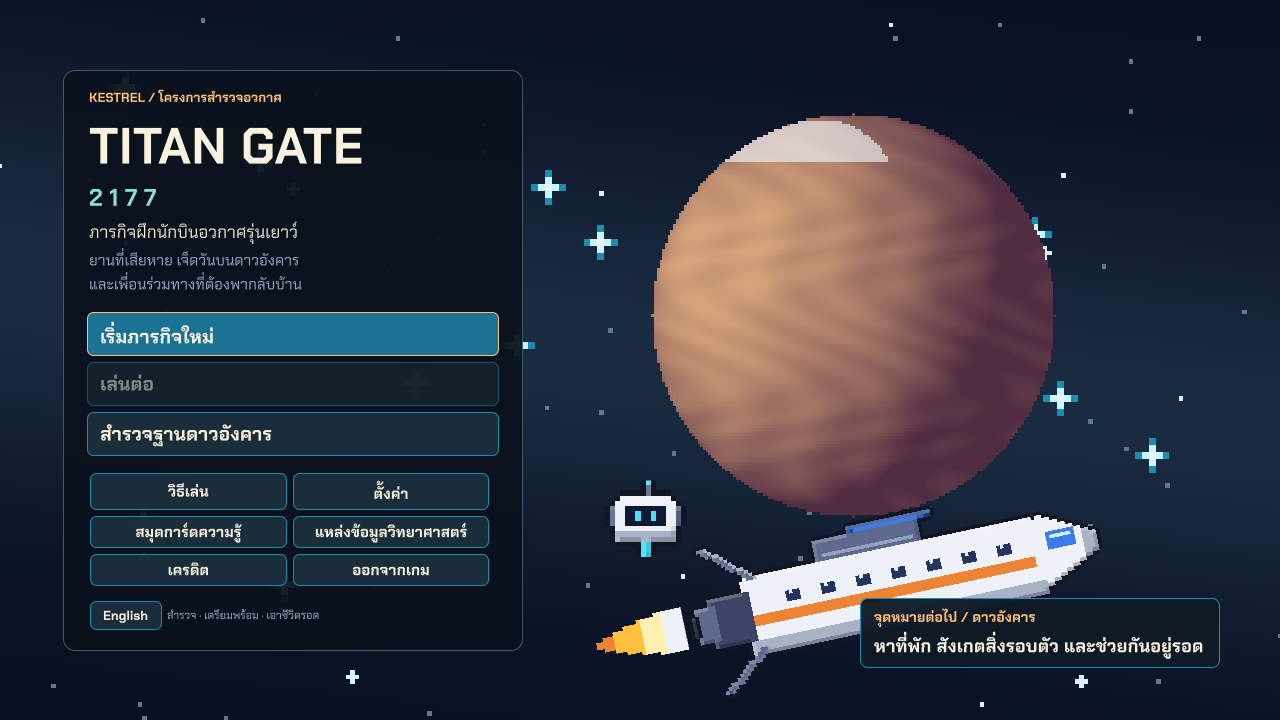 KESTREL / โครงการสำรวจอวกาศ
TITAN GATE
2177
ภารกิจฝึกนักบินอวกาศรุ่นเยาว์
ยานที่เสียหาย เจ็ดวันบนดาวอังคาร
และเพื่อนร่วมทางที่ต้องพากลับบ้าน
เริ่มภารกิจใหม่
เล่นต่อ
สำรวจฐานดาวอังคาร
วิธีเล่น
ตั้งค่า
สมุดการ์ดความรู้
แหล่งข้อมูลวิทยาศาสตร์
เครดิต
ออกจากเกม
English
สำรวจ · เตรียมพร้อม · เอาชีวิตรอด
จุดหมายต่อไป / ดาวอังคาร
หาที่พัก สังเกตสิ่งรอบตัว และช่วยกันอยู่รอด